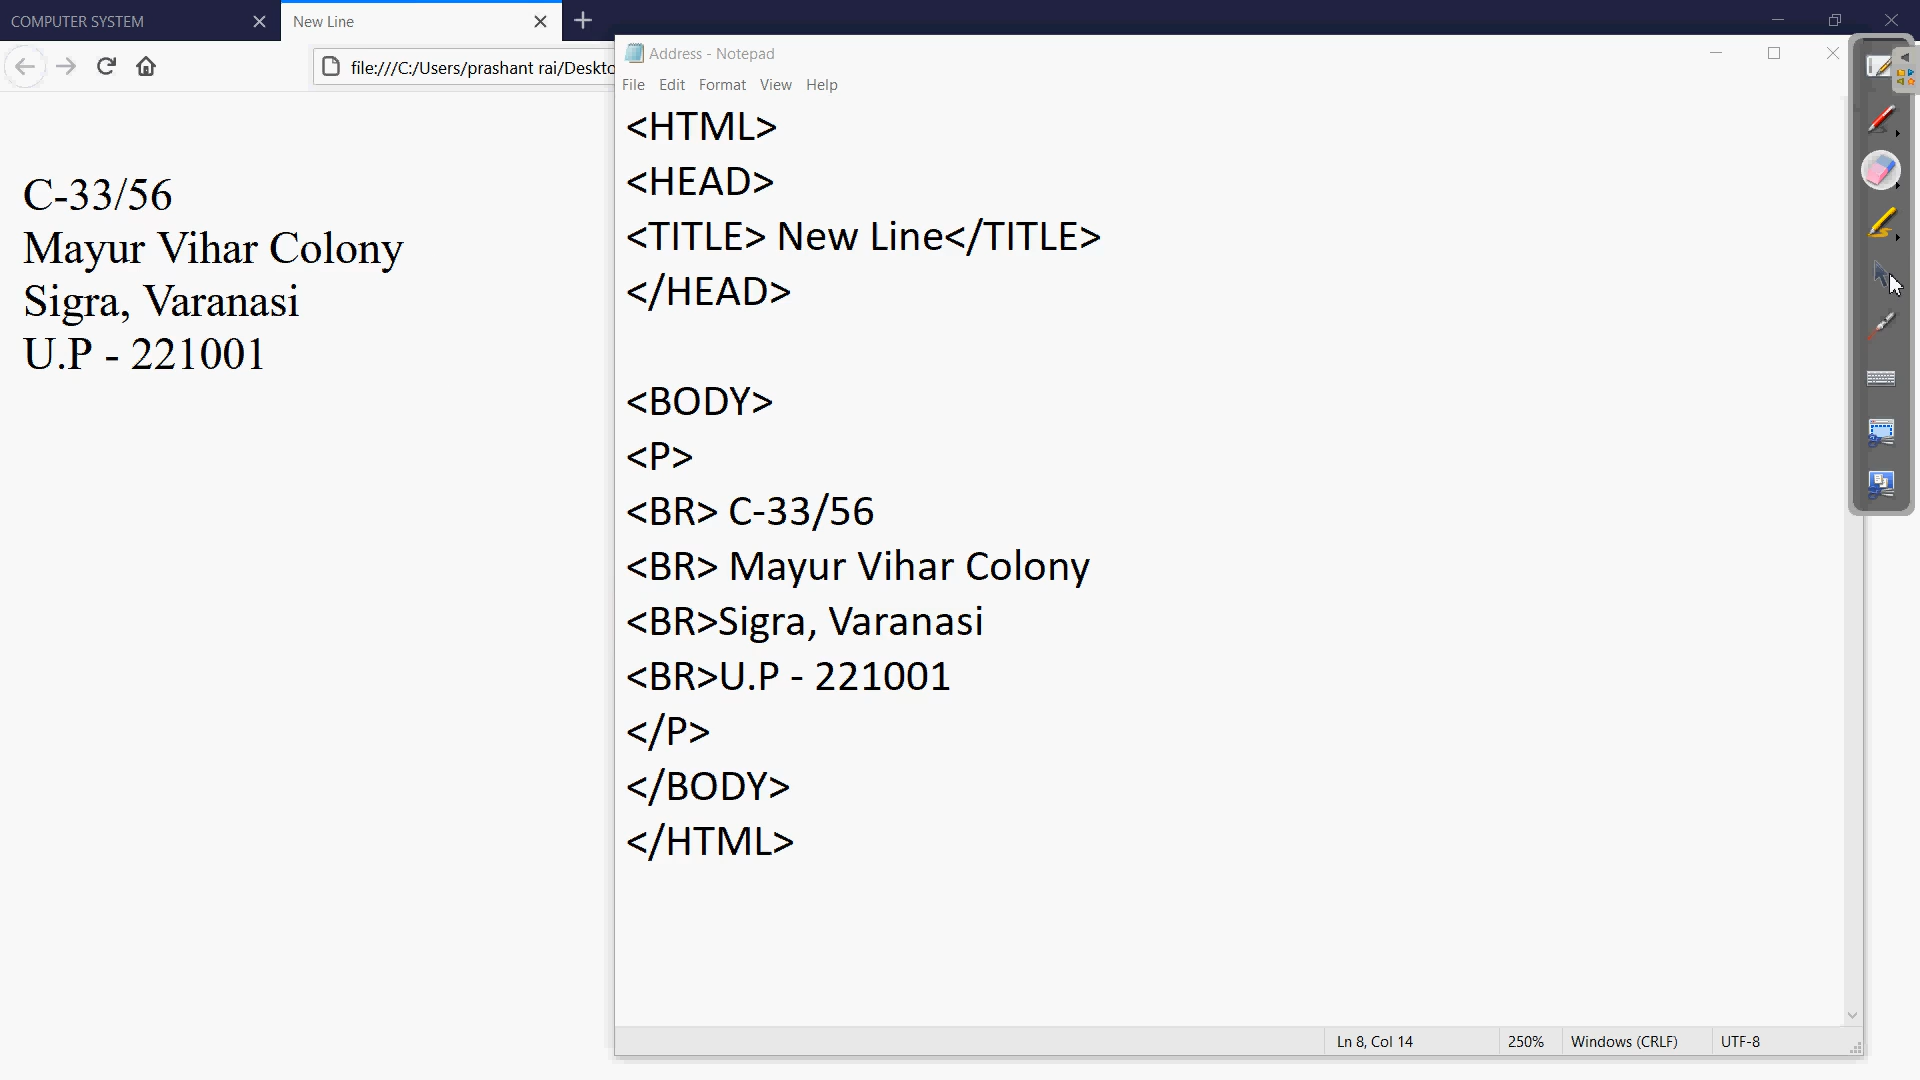 COMPUTER SYSTEM
New Line
file:///C:/Users/prashant rai/Deskto
C-33/56
Mayur Vihar Colony
Sigra, Varanasi
U.P - 221001
Address - Notepad
File Edit Format View Help
<HTML>
<HEAD>
<TITLE> New Line</TITLE>
</HEAD>
<BODY>
<P>
<BR> C-33/56
<BR> Mayur Vihar Colony
<BR>Sigra, Varanasi
<BR>U.P - 221001
</P>
</BODY>
</HTML>
Ln 8, Col 14 250% Windows (CRLF) UTF-8